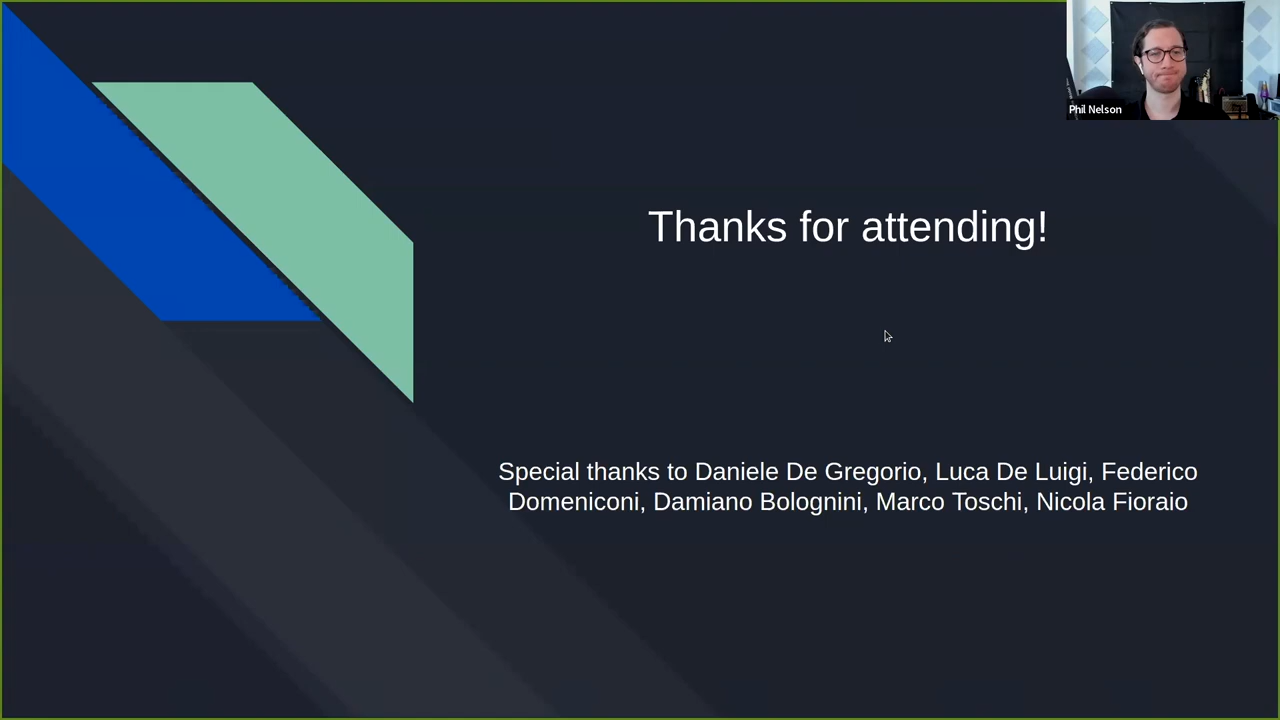 Phil Nelson
Thanks for attending!
Special thanks to Daniele De Gregorio, Luca De Luigi, Federico
Domeniconi, Damiano Bolognini, Marco Toschi, Nicola Fioraio